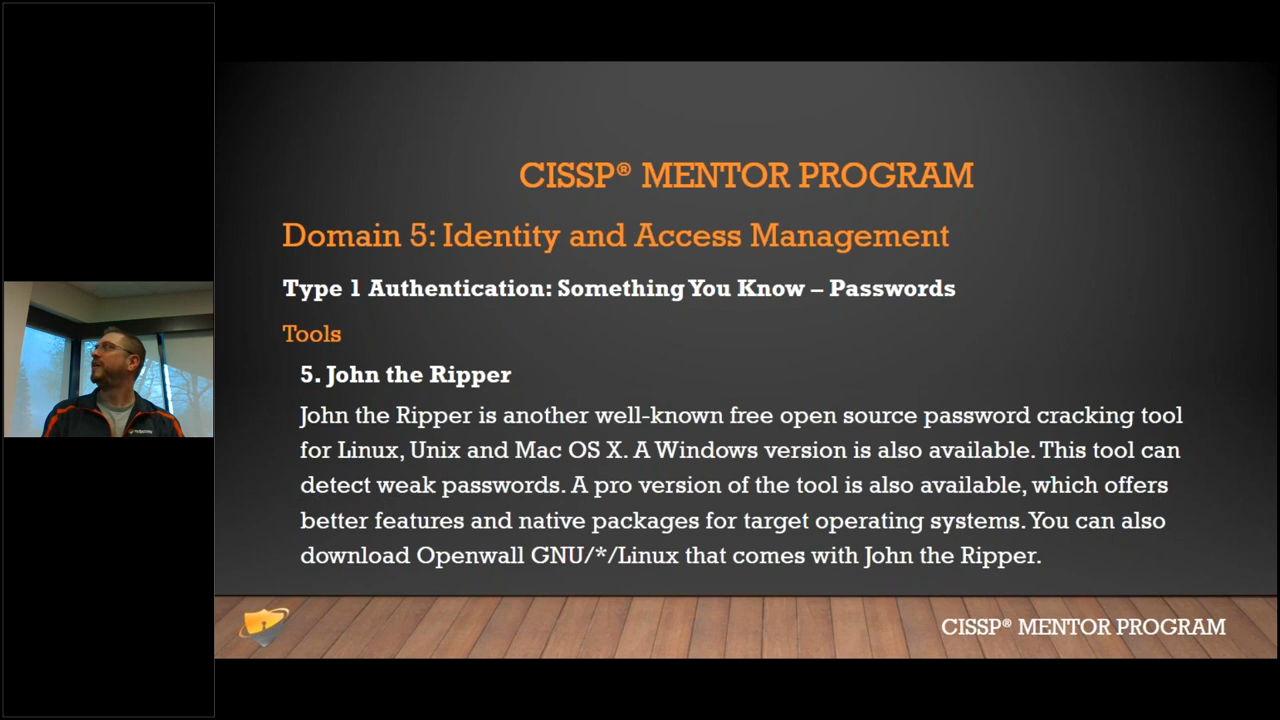 CISSP® MENTOR PROGRAM
Domain 5: Identity and Access Management
Type 1 Authentication: Something You Know – Passwords
Tools
5. John the Ripper
John the Ripper is another well-known free open source password cracking tool
for Linux, Unix and Mac OS X. A Windows version is also available. This tool can
detect weak passwords. A pro version of the tool is also available, which offers
better features and native packages for target operating systems. You can also
download Openwall GNU/*/Linux that comes with John the Ripper.
CISSP® MENTOR PROGRAM